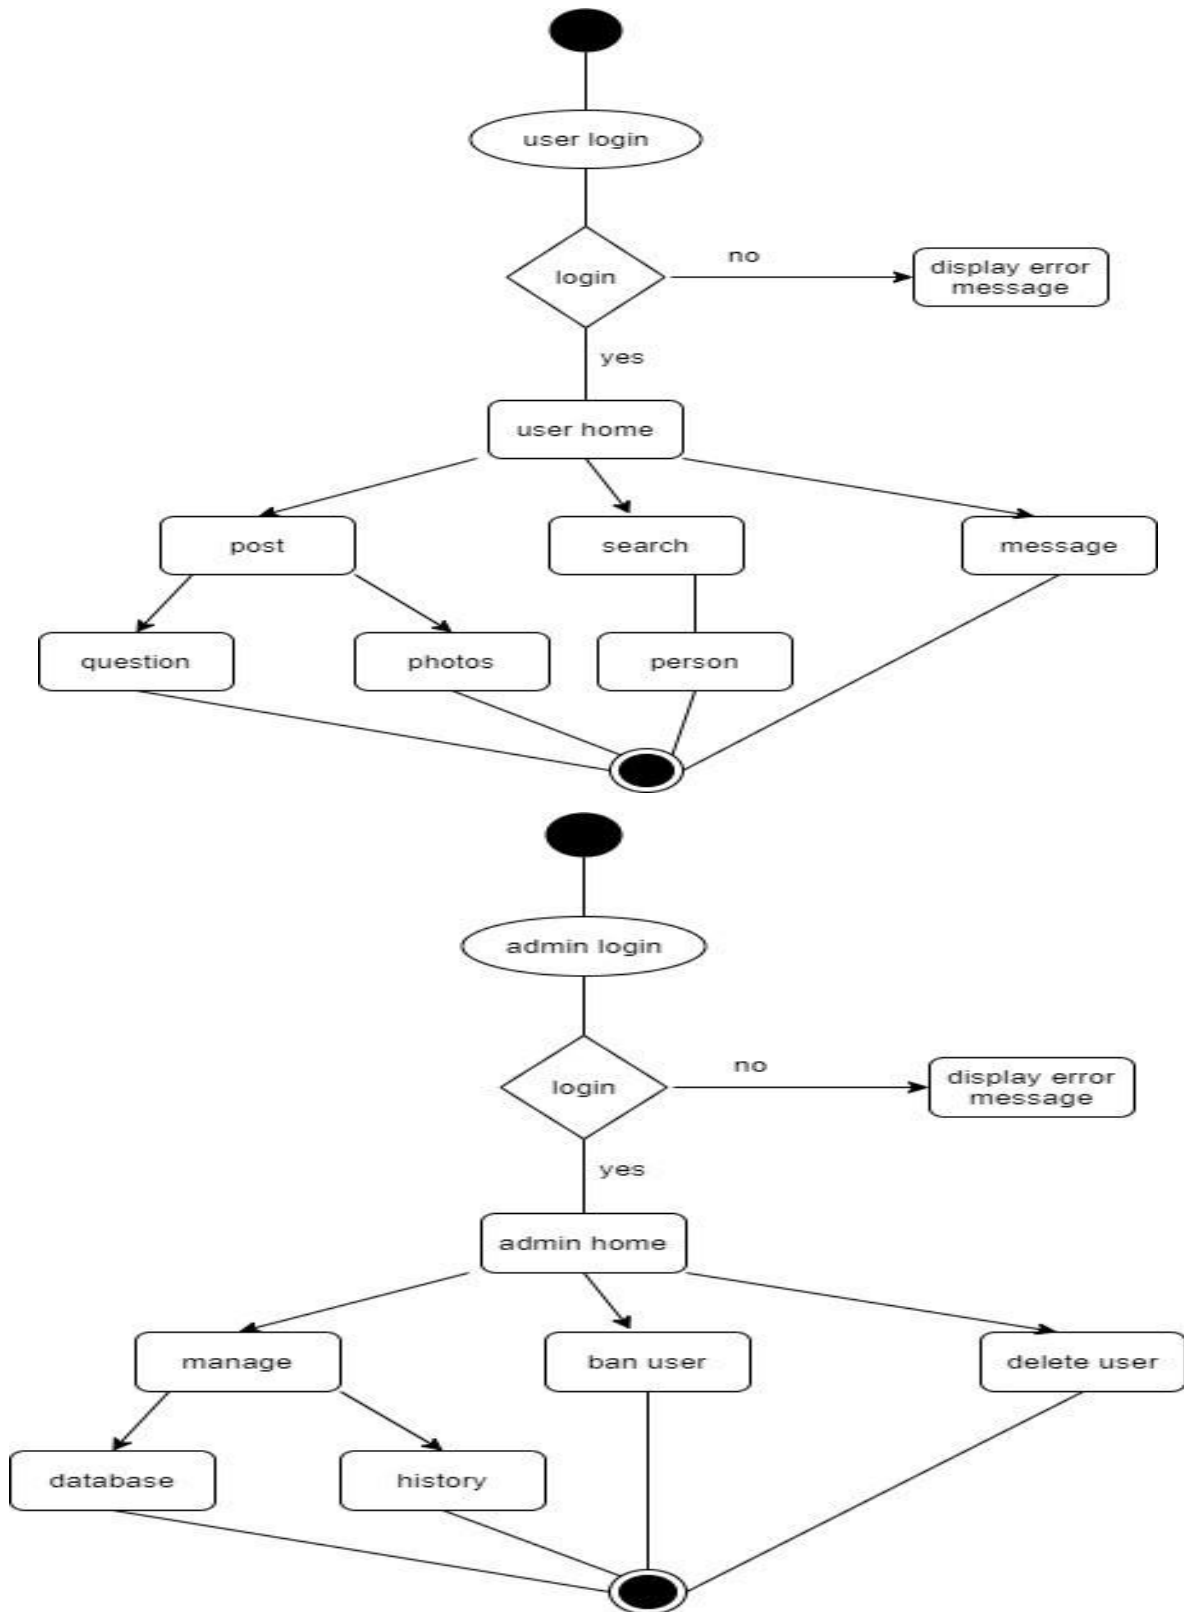 user login
login
no
display error
message
yes
user home
post
search
message
question
photos
person
admin login
login
no
display error
message
yes
admin home
manage
ban user
delete user
database
history